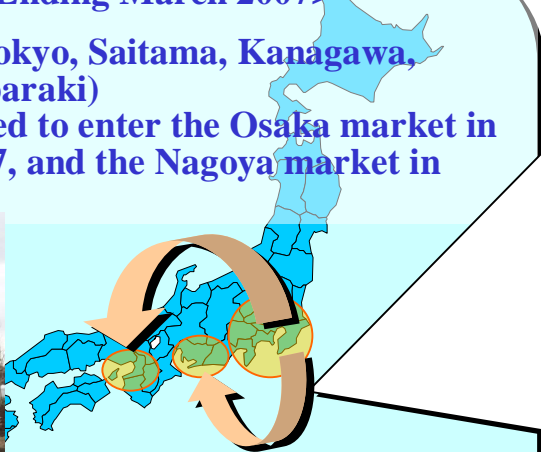 Ending March 2007>
okyo, Saitama, Kanagawa,
baraki)
ed to enter the Osaka market in
7, and the Nagoya market in